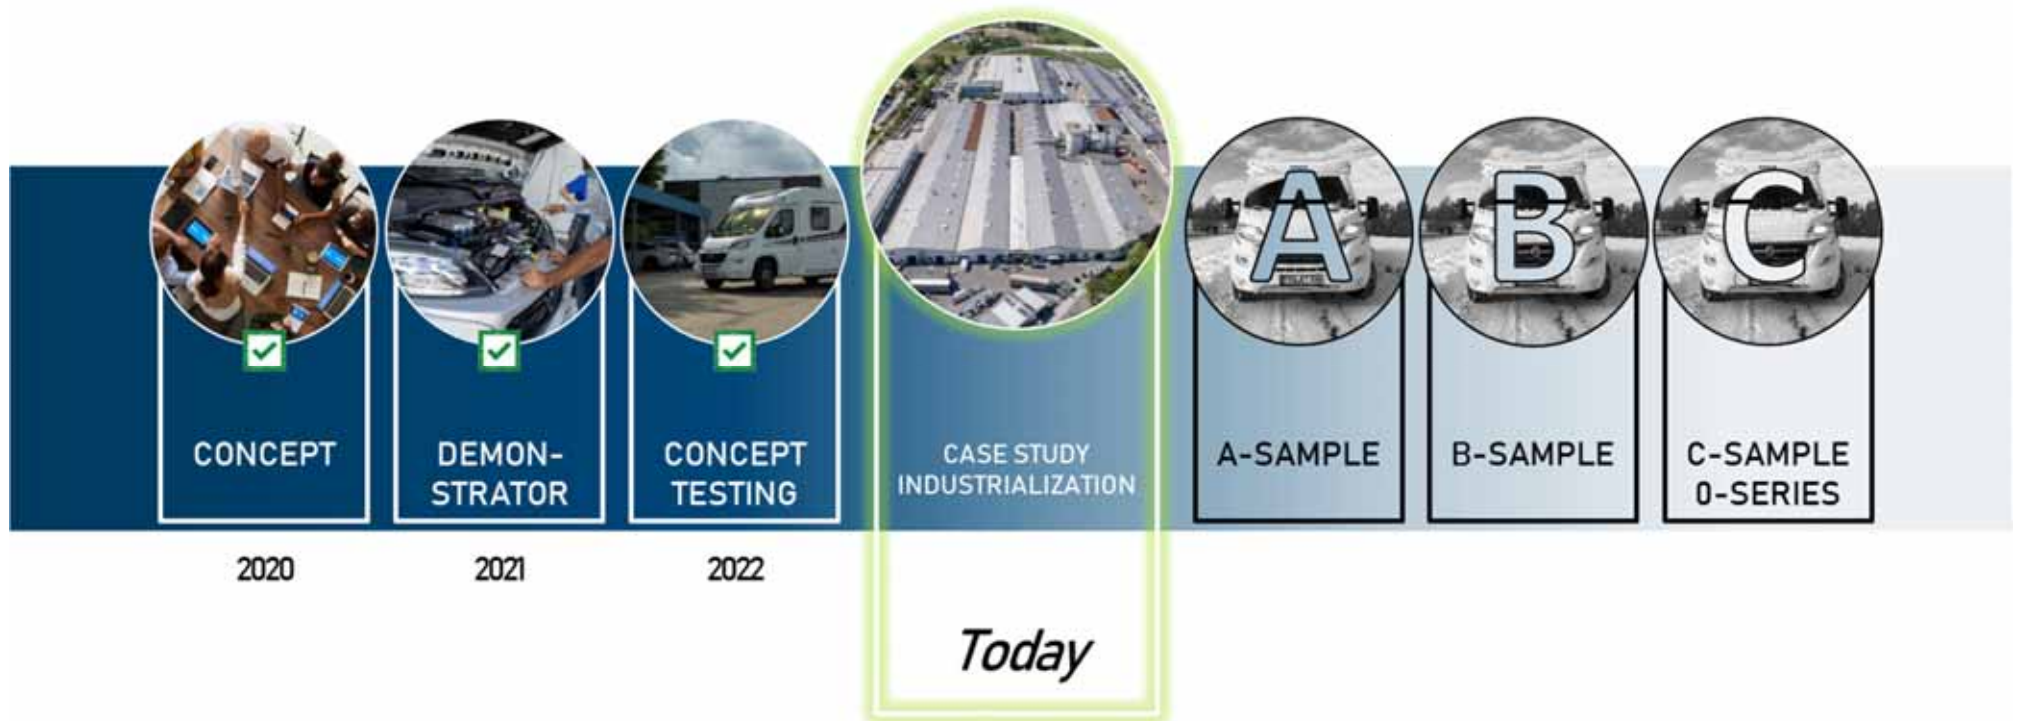 A
B
C
CONCEPT
DEMON-
STRATOR
CONCEPT
TESTING
CASE STUDY
INDUSTRIALIZATION
A-SAMPLE
B-SAMPLE
C-SAMPLE
0-SERIES
2020
2021
2022
Today